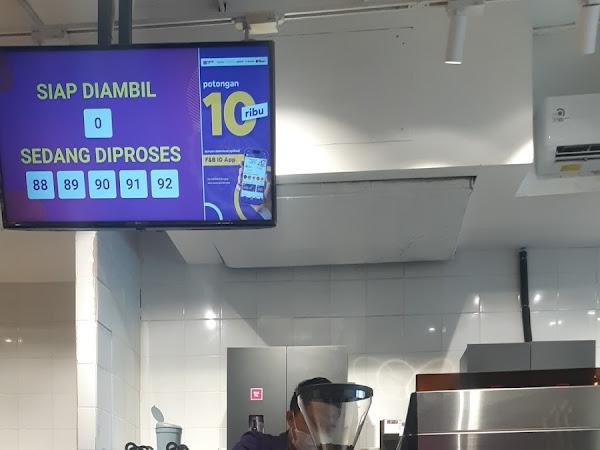 SIAP DIAMBIL
0
SEDANG DIPROSES
88 89 90 91 92
potongan
10
ribu
F&B ID App